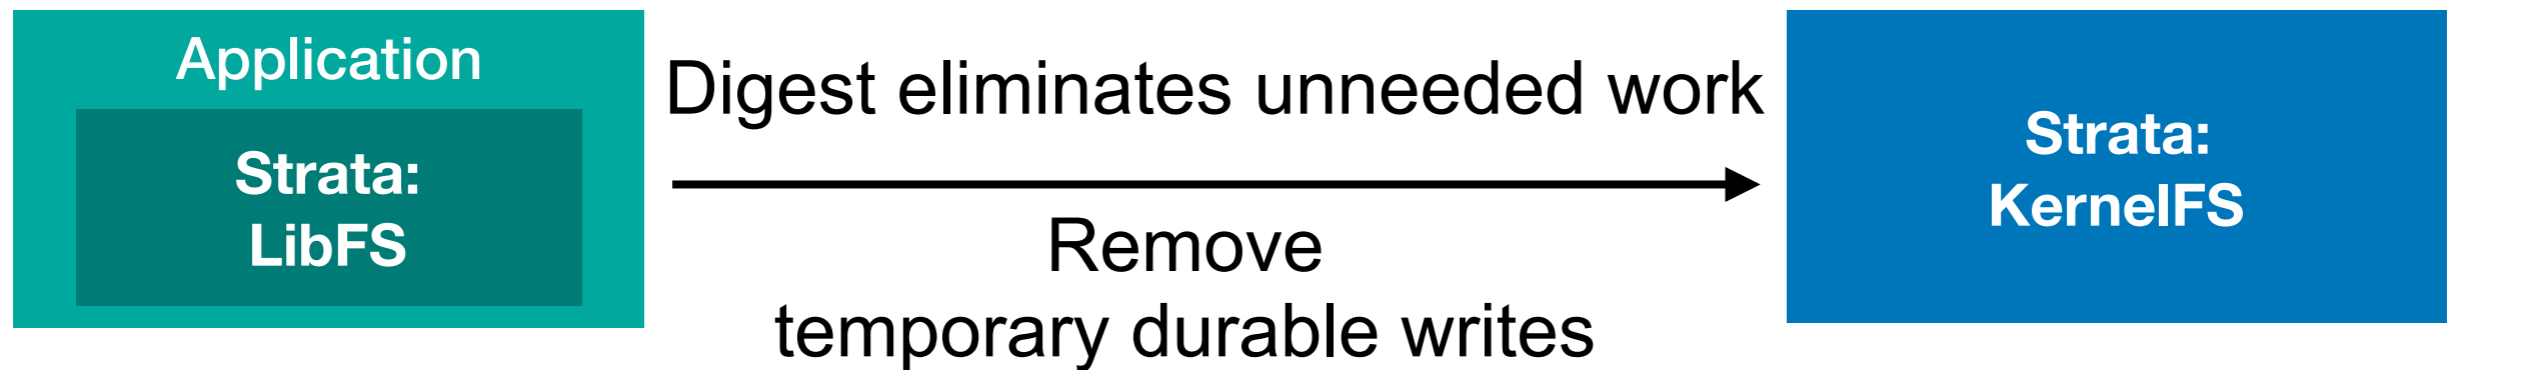 Application
Strata:
LibFS
Digest eliminates unneeded work
Remove
temporary durable writes
Strata:
KernelFS